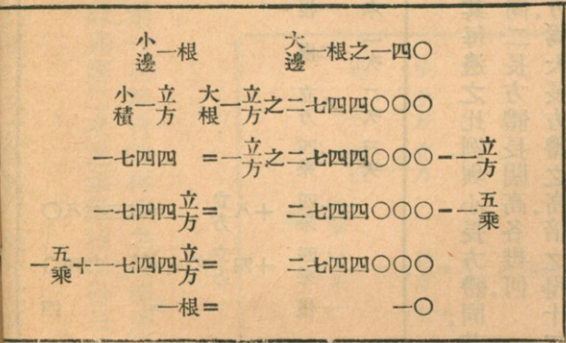 小邊一根 大邊一根之一四〇
小積一立方 大根一立方之二七四四〇〇〇
一七四四 = 一立方之二七四四〇〇〇 - 一立方
一七四四立方 = 二七四四〇〇〇 - 一五乘
一五乘 + 一七四四立方 = 二七四四〇〇〇
一根 = 一〇